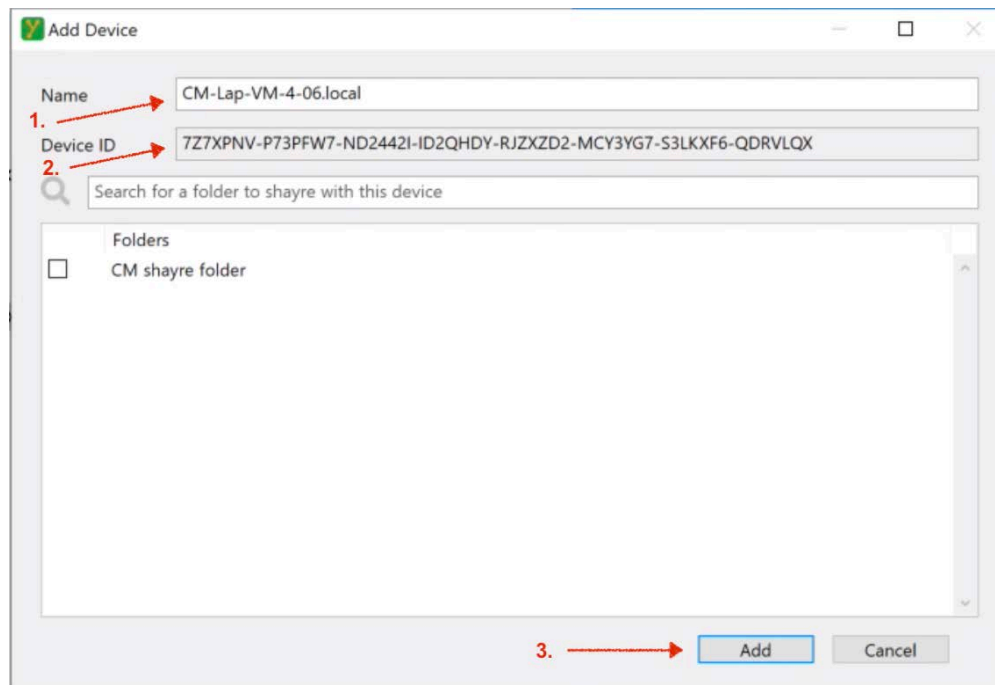 Add Device
Name
CM-Lap-VM-4-06.local
1.
Device ID
7Z7XPNV-P73PFW7-ND2442I-ID2QHDY-RJZXZD2-MCY3YG7-S3LKXF6-QDRVLQX
2.
Search for a folder to shayre with this device
Folders
CM shayre folder
3.
Add
Cancel